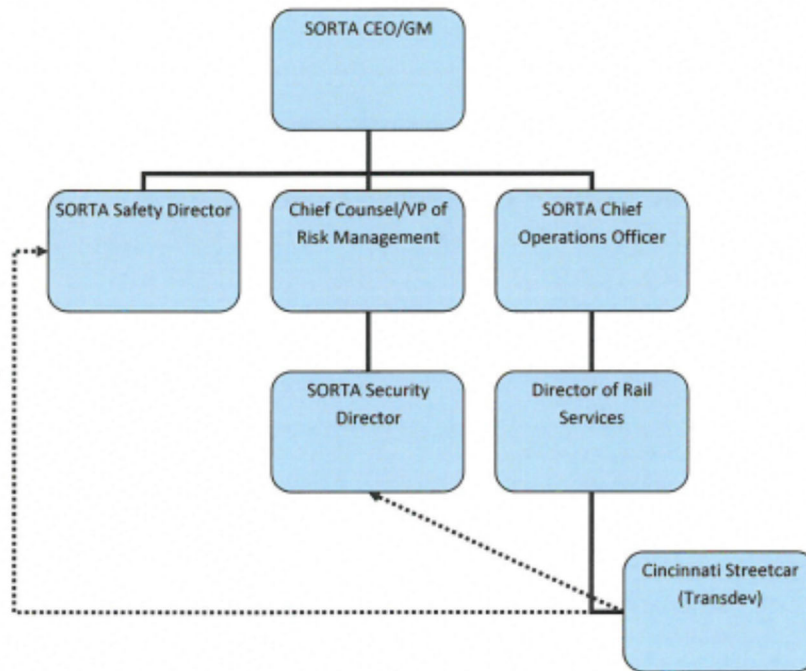 SORTA CEO/GM
SORTA Safety Director
Chief Counsel/VP of
Risk Management
SORTA Chief
Operations Officer
SORTA Security
Director
Director of Rail
Services
Cincinnati Streetcar
(Transdev)